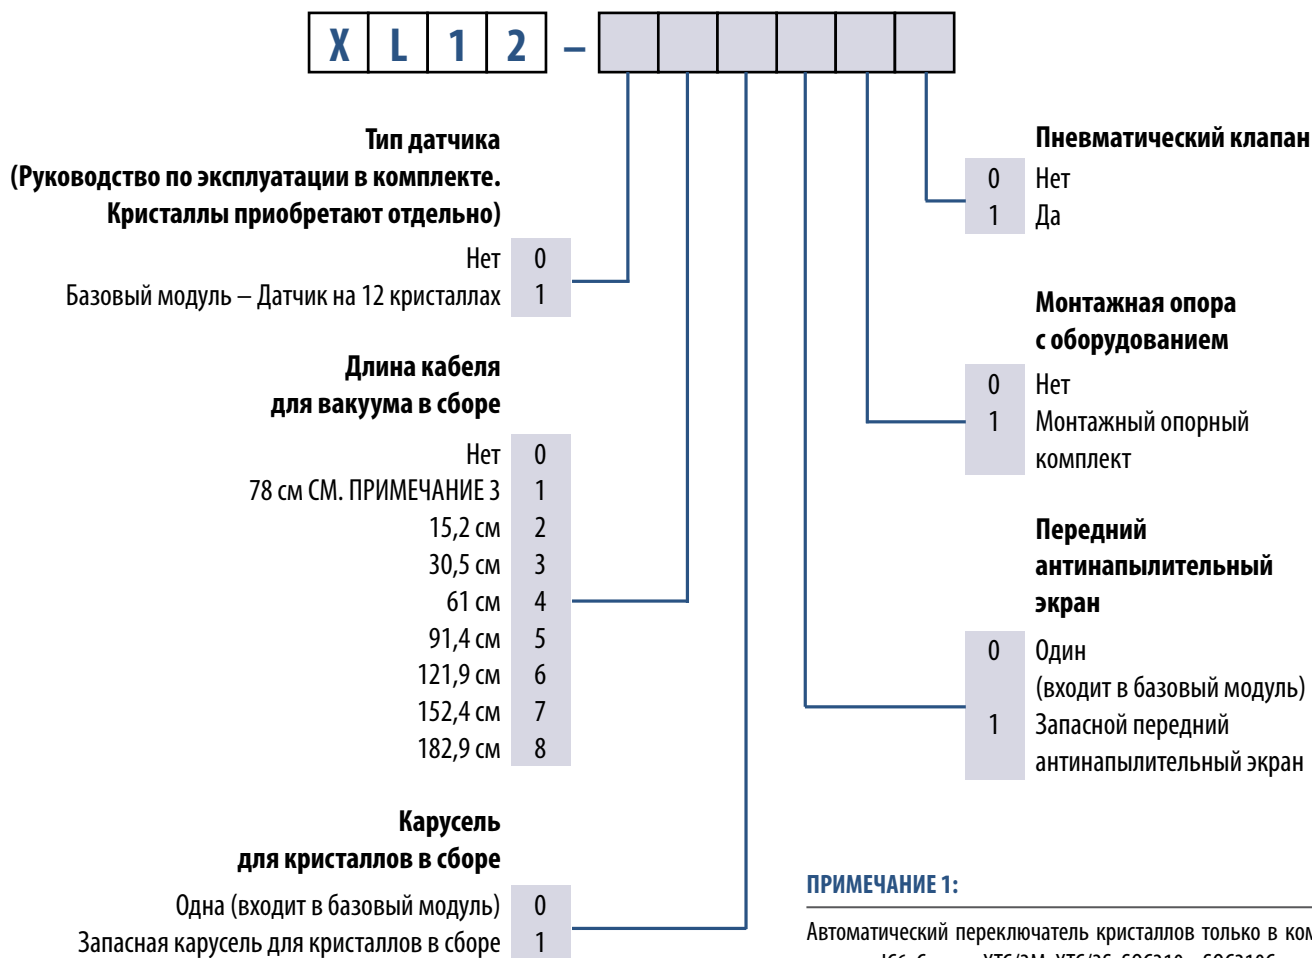 XL12–
Тип датчика
(Руководство по эксплуатации в комплекте.
Кристаллы приобретают отдельно)
Нет 0
Базовый модуль – Датчик на 12 кристаллах 1
Длина кабеля
для вакуума в сборе
Нет 0
78 см СМ. ПРИМЕЧАНИЕ 3 1
15,2 см 2
30,5 см 3
61 см 4
91,4 см 5
121,9 см 6
152,4 см 7
182,9 см 8
Карусель
для кристаллов в сборе
Одна (входит в базовый модуль) 0
Запасная карусель для кристаллов в сборе 1
Пневматический клапан
0 Нет
1 Да
Монтажная опора
с оборудованием
0 Нет
1 Монтажный опорный
комплект
Передний
антинапылительный
экран
0 Один
(входит в базовый модуль)
1 Запасной передний
антинапылительный экран
ПРИМЕЧАНИЕ 1:
Автоматический переключатель кристаллов только в ком